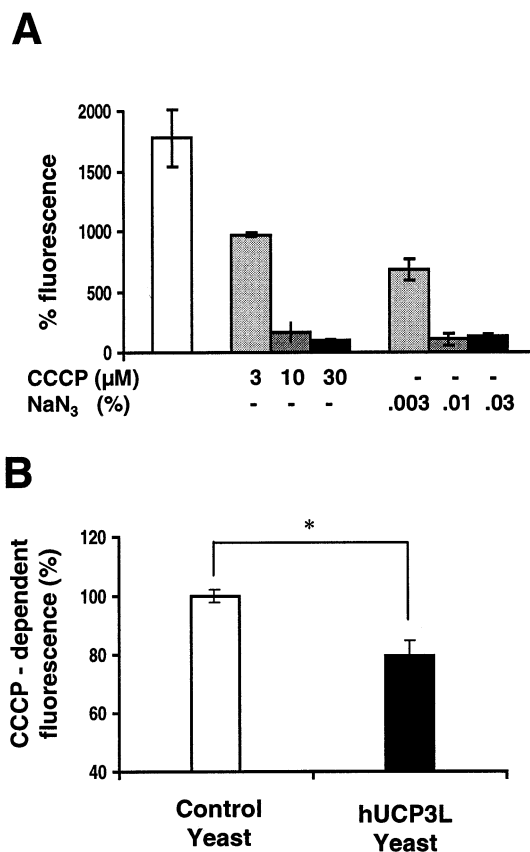 A
% fluorescence
2000
1500
1000
500
0
CCCP (µM) 3 10 30 - - -
NaN3 (%) - - - .003 .01 .03
B
CCCP - dependent
fluorescence (%)
120
100
80
60
40
*
Control
Yeast
hUCP3L
Yeast